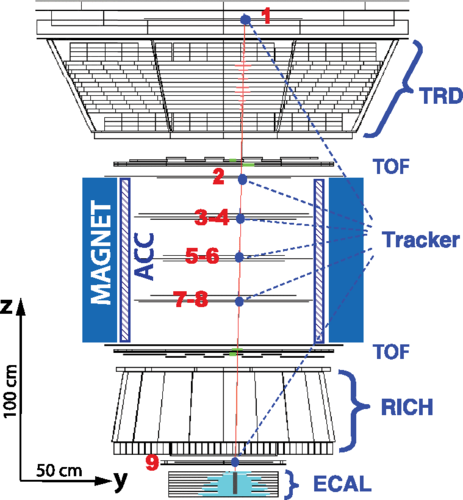 1
TRD
TOF
2
3-4
5-6
Tracker
7-8
MAGNET
ACC
z
100 cm
TOF
RICH
9
50 cm
y
ECAL